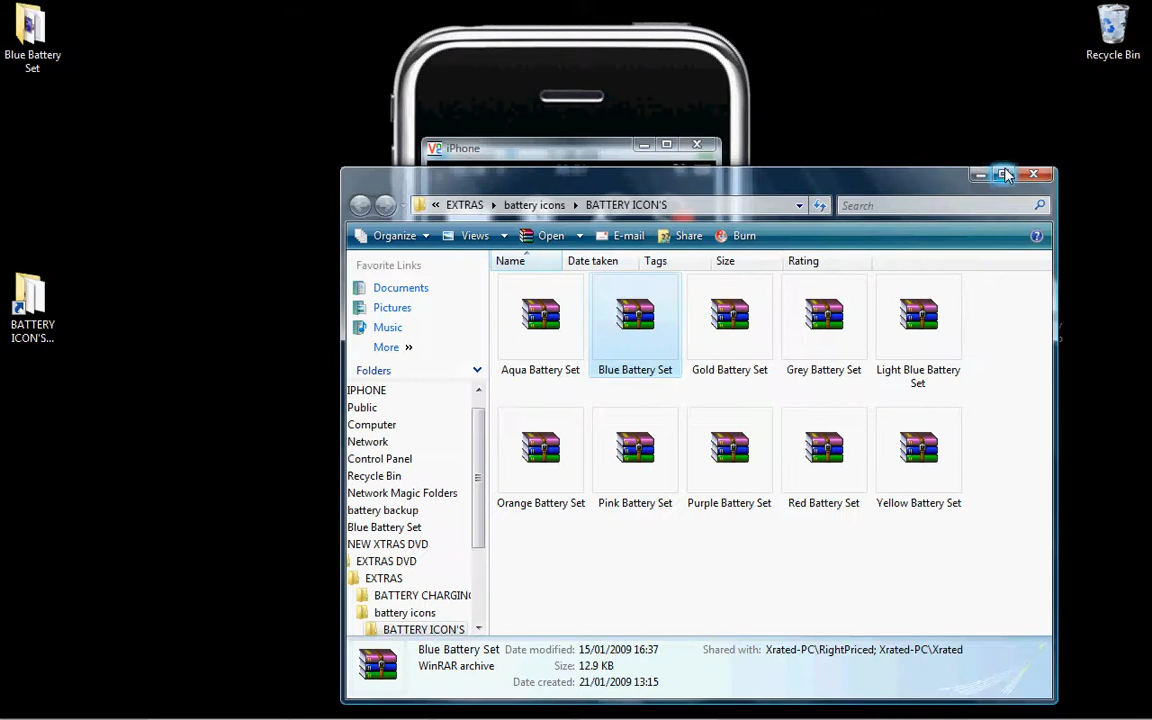 Blue Battery
Set
Recycle Bin
V2 iPhone
« EXTRAS › battery icons › BATTERY ICON'S
Search
Organize Views Open E-mail Share Burn
Favorite Links
Documents
Pictures
Music
More »
Folders
IPHONE
Public
Computer
Network
Control Panel
Recycle Bin
Network Magic Folders
battery backup
Blue Battery Set
NEW XTRAS DVD
EXTRAS DVD
EXTRAS
BATTERY CHARGING
battery icons
BATTERY ICON'S
Name Date taken Tags Size Rating
Aqua Battery Set
Blue Battery Set
Gold Battery Set
Grey Battery Set
Light Blue Battery
Set
Orange Battery Set
Pink Battery Set
Purple Battery Set
Red Battery Set
Yellow Battery Set
BATTERY
ICON'S...
Blue Battery Set Date modified: 15/01/2009 16:37 Shared with: Xrated-PC\RightPriced; Xrated-PC\Xrated
WinRAR archive Size: 12.9 KB
Date created: 21/01/2009 13:15